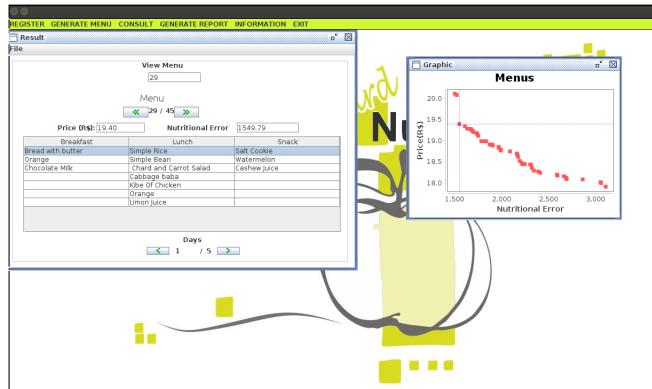 REGISTER GENERATE MENU CONSULT GENERATE REPORT INFORMATION EXIT
Result
File
View Menu
29
Menu
29 / 45
Price (R$): 19.40 Nutritional Error 1549.79
Breakfast Lunch Snack
Bread with butter Simple Rice Salt Cookie
Orange Simple Bean Watermelon
Chocolate Milk Chard and Carrot Salad Cashew Juice
Cabbage baba
Kibe Of Chicken
Orange
Limon Juice
Days
1 / 5
Graphic
Menus
Price(R$)
20.0
19.5
19.0
18.5
18.0
1,500 2,000 2,500 3,000
Nutritional Error